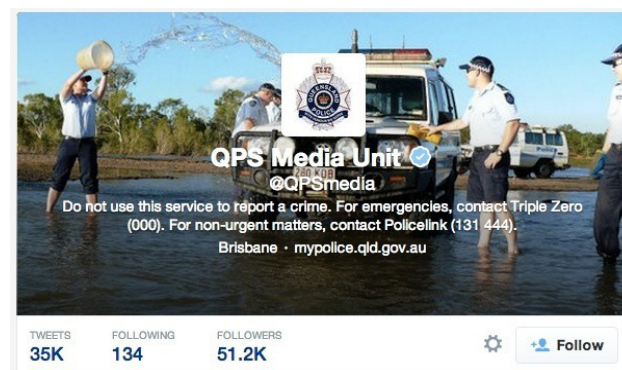 QUEENSLAND
POLICE
QPS Media Unit
@QPSmedia
Do not use this service to report a crime. For emergencies, contact Triple Zero
(000). For non-urgent matters, contact Policelink (131 444).
Brisbane · mypolice.qld.gov.au
TWEETS FOLLOWING FOLLOWERS
35K 134 51.2K
Follow